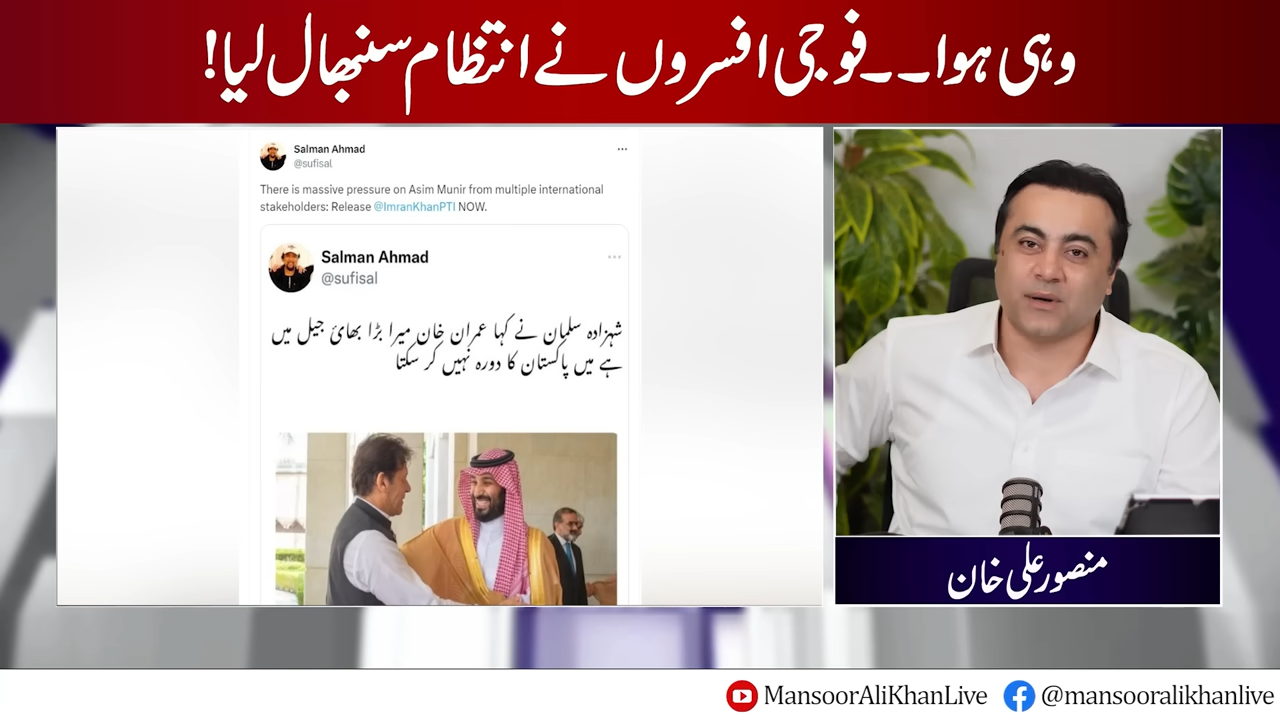 وہی ہوا۔۔فوجی افسروں نے انتظام سنبھال لیا!
Salman Ahmad
@sufisal
There is massive pressure on Asim Munir from multiple international
stakeholders: Release @ImranKhanPTI NOW.
Salman Ahmad
@sufisal
شہزادہ سلمان نے کہا عمران خان میرا بڑا بھائ جیل میں
ہے میں پاکستان کا دورہ نہیں کر سکتا
منصور علی خان
MansoorAliKhanLive @mansooralikhanlive